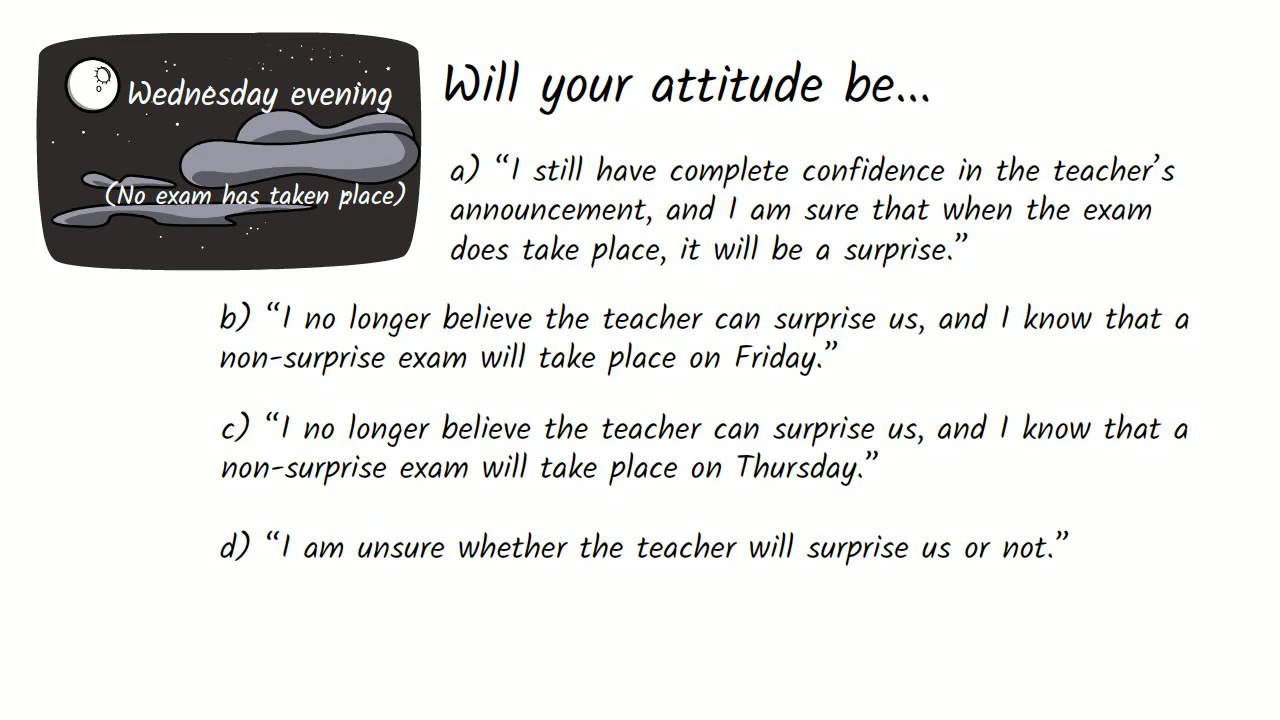 Wednesday evening
(No exam has taken place)
Will your attitude be...
a) “I still have complete confidence in the teacher’s
announcement, and I am sure that when the exam
does take place, it will be a surprise.”
b) “I no longer believe the teacher can surprise us, and I know that a
non-surprise exam will take place on Friday.”
c) “I no longer believe the teacher can surprise us, and I know that a
non-surprise exam will take place on Thursday.”
d) “I am unsure whether the teacher will surprise us or not.”